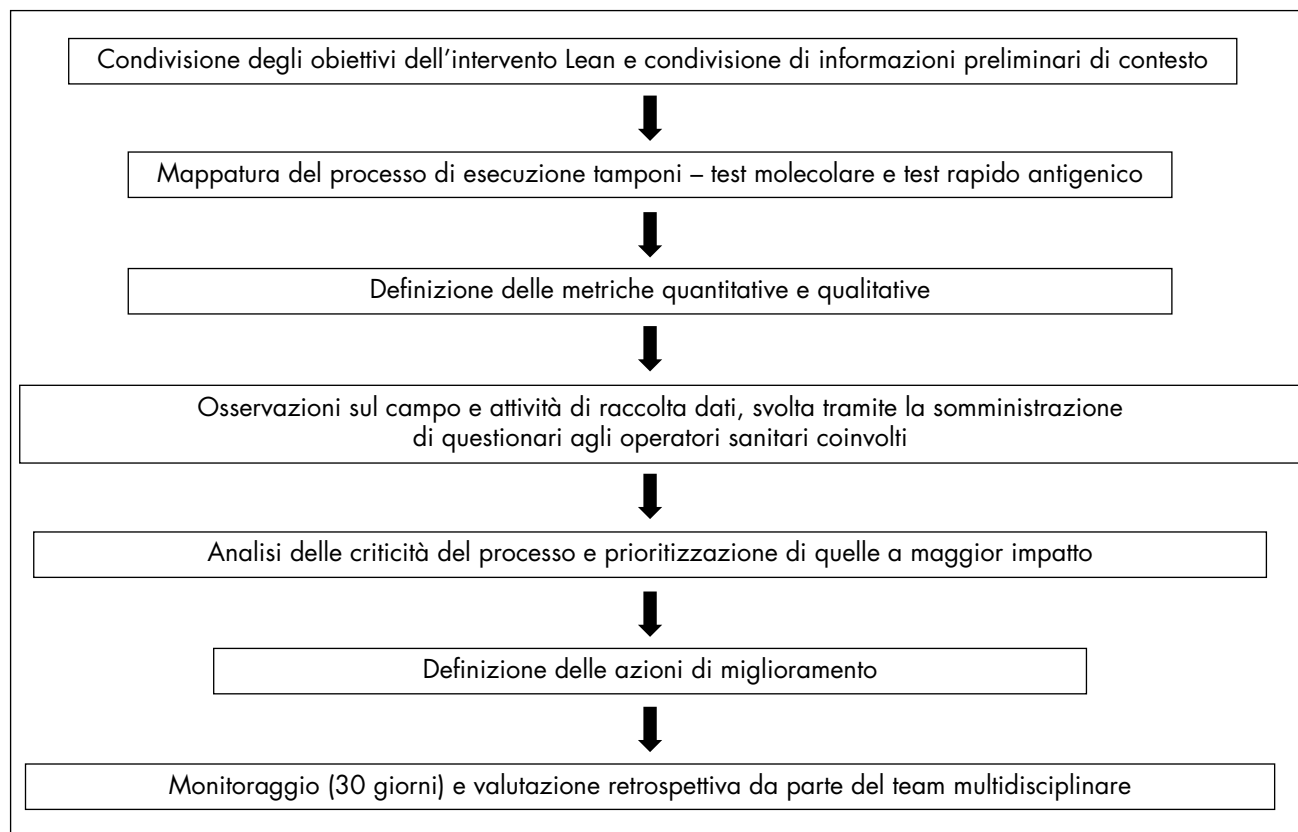 Condivisione degli obiettivi dell’intervento Lean e condivisione di informazioni preliminari di contesto
Mappatura del processo di esecuzione tamponi – test molecolare e test rapido antigenico
Definizione delle metriche quantitative e qualitative
Osservazioni sul campo e attività di raccolta dati, svolta tramite la somministrazione
di questionari agli operatori sanitari coinvolti
Analisi delle criticità del processo e prioritizzazione di quelle a maggior impatto
Definizione delle azioni di miglioramento
Monitoraggio (30 giorni) e valutazione retrospettiva da parte del team multidisciplinare